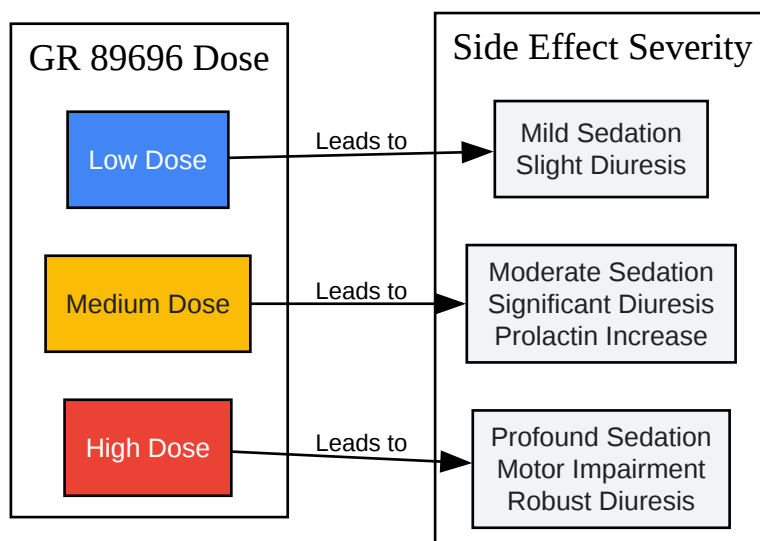 GR 89696 Dose
Side Effect Severity
Low Dose
Leads to
Mild Sedation
Slight Diuresis
Medium Dose
Leads to
Moderate Sedation
Significant Diuresis
Prolactin Increase
High Dose
Leads to
Profound Sedation
Motor Impairment
Robust Diuresis